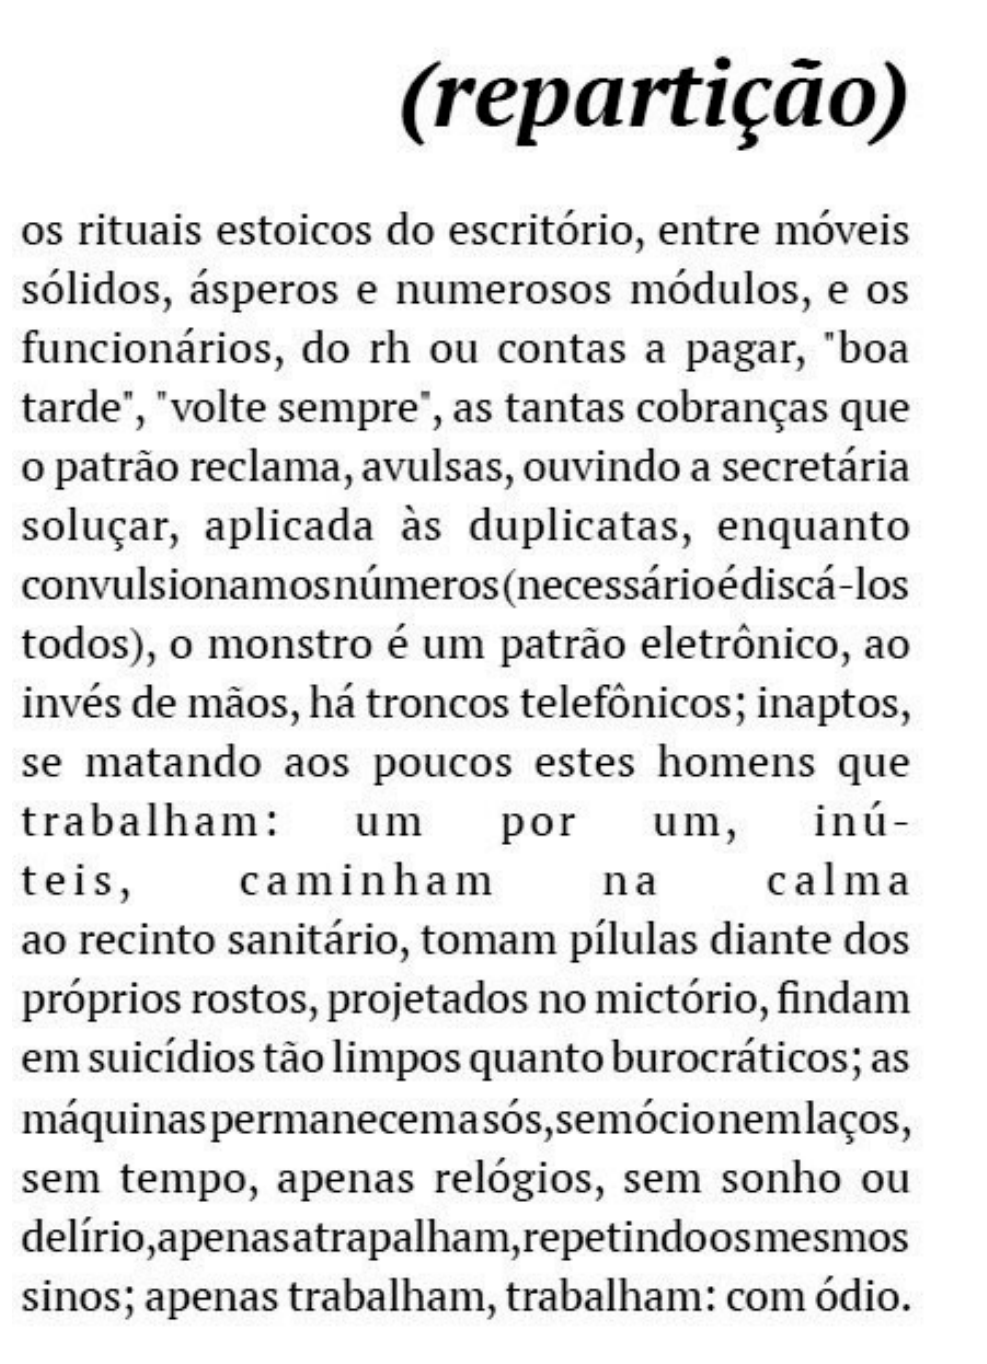 (repartição)
os rituais estoicos do escritório, entre móveis
sólidos, ásperos e numerosos módulos, e os
funcionários, do rh ou contas a pagar, "boa
tarde", "volte sempre", as tantas cobranças que
o patrão reclama, avulsas, ouvindo a secretária
soluçar, aplicada às duplicatas, enquanto
convulsionamosnúmeros(necessárioédiscá-los
todos), o monstro é um patrão eletrônico, ao
invés de mãos, há troncos telefônicos; inaptos,
se matando aos poucos estes homens que
trabalham: um por um, inú-
teis, caminham na calma
ao recinto sanitário, tomam pílulas diante dos
próprios rostos, projetados no mictório, findam
em suicídios tão limpos quanto burocráticos; as
máquinaspermanecemasós,semócionemlaços,
sem tempo, apenas relógios, sem sonho ou
delírio,apenasatrapalham,repetindoosmesmos
sinos; apenas trabalham, trabalham: com ódio.